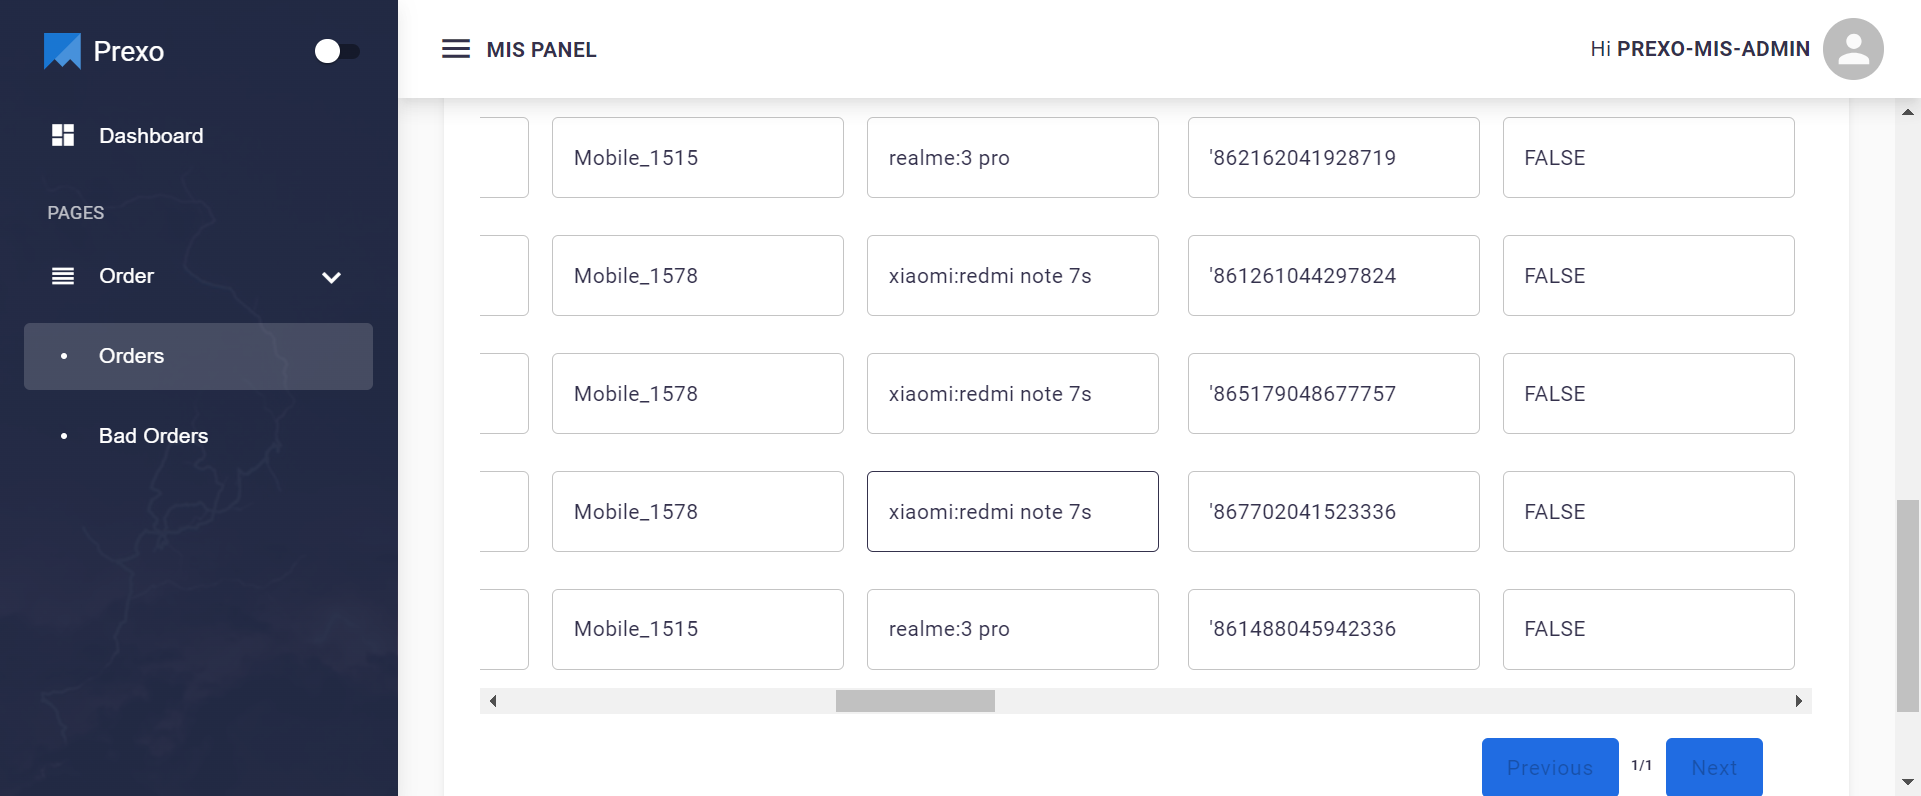 Prexo
MIS PANEL
Hi PREXO-MIS-ADMIN
Dashboard
PAGES
Order
Orders
Bad Orders
Mobile_1515 realme:3 pro '862162041928719 FALSE
Mobile_1578 xiaomi:redmi note 7s '861261044297824 FALSE
Mobile_1578 xiaomi:redmi note 7s '865179048677757 FALSE
Mobile_1578 xiaomi:redmi note 7s '867702041523336 FALSE
Mobile_1515 realme:3 pro '861488045942336 FALSE
Previous 1/1 Next